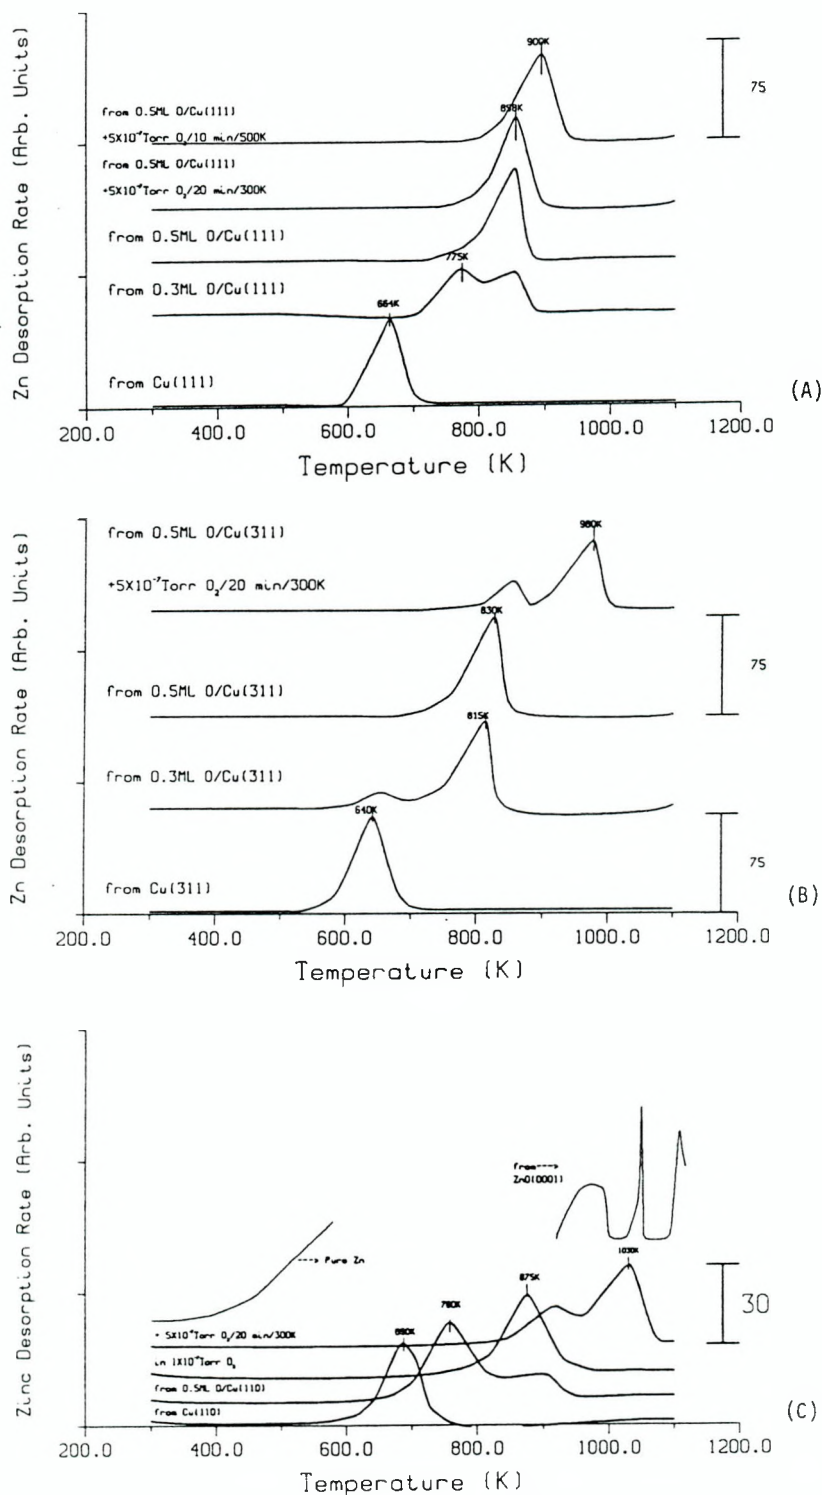 Zn Desorption Rate (Arb. Units)
900K
75
from 0.5ML O/Cu(111)
858K
+5X10⁻⁷Torr O₂/10 min/500K
from 0.5ML O/Cu(111)
+5X10⁻⁷Torr O₂/20 min/300K
from 0.5ML O/Cu(111)
775K
from 0.3ML O/Cu(111)
664K
from Cu(111)
(A)
200.0 400.0 600.0 800.0 1000.0 1200.0
Temperature (K)
Zn Desorption Rate (Arb. Units)
from 0.5ML O/Cu(311)
980K
+5X10⁻⁷Torr O₂/20 min/300K
830K
75
from 0.5ML O/Cu(311)
815K
from 0.3ML O/Cu(311)
640K
75
from Cu(311)
(B)
200.0 400.0 600.0 800.0 1000.0 1200.0
Temperature (K)
Zinc Desorption Rate (Arb. Units)
from --->
ZnO(0001)
---> Pure Zn
1030K
875K
760K
30
+ 5X10⁻⁷Torr O₂/20 min/300K
690K
in 1X10⁻⁷Torr O₂
from 0.5ML O/Cu(110)
from Cu(110)
(C)
200.0 400.0 600.0 800.0 1000.0 1200.0
Temperature (K)